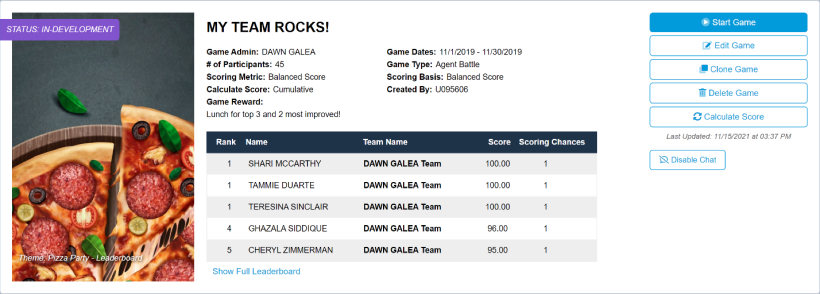 STATUS: IN-DEVELOPMENT
Theme: Pizza Party - Leaderboard
MY TEAM ROCKS!
Game Admin: DAWN GALEA Game Dates: 11/1/2019 - 11/30/2019
# of Participants: 45 Game Type: Agent Battle
Scoring Metric: Balanced Score Scoring Basis: Balanced Score
Calculate Score: Cumulative Created By: U095606
Game Reward:
Lunch for top 3 and 2 most improved!
Rank Name Team Name Score Scoring Chances
1 SHARI MCCARTHY DAWN GALEA Team 100.00 1
1 TAMMIE DUARTE DAWN GALEA Team 100.00 1
1 TERESINA SINCLAIR DAWN GALEA Team 100.00 1
4 GHAZALA SIDDIQUE DAWN GALEA Team 96.00 1
5 CHERYL ZIMMERMAN DAWN GALEA Team 95.00 1
Show Full Leaderboard
Start Game
Edit Game
Clone Game
Delete Game
Calculate Score
Last Updated: 11/15/2021 at 03:37 PM
Disable Chat